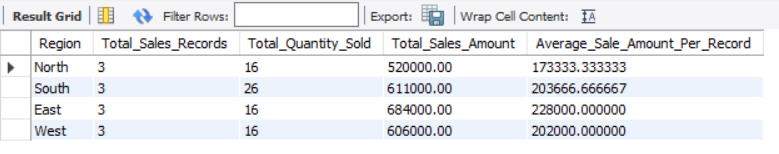 Result Grid Filter Rows: Export: Wrap Cell Content: IA
Region Total_Sales_Records Total_Quantity_Sold Total_Sales_Amount Average_Sale_Amount_Per_Record
North 3 16 520000.00 173333.333333
South 3 26 611000.00 203666.666667
East 3 16 684000.00 228000.000000
West 3 16 606000.00 202000.000000